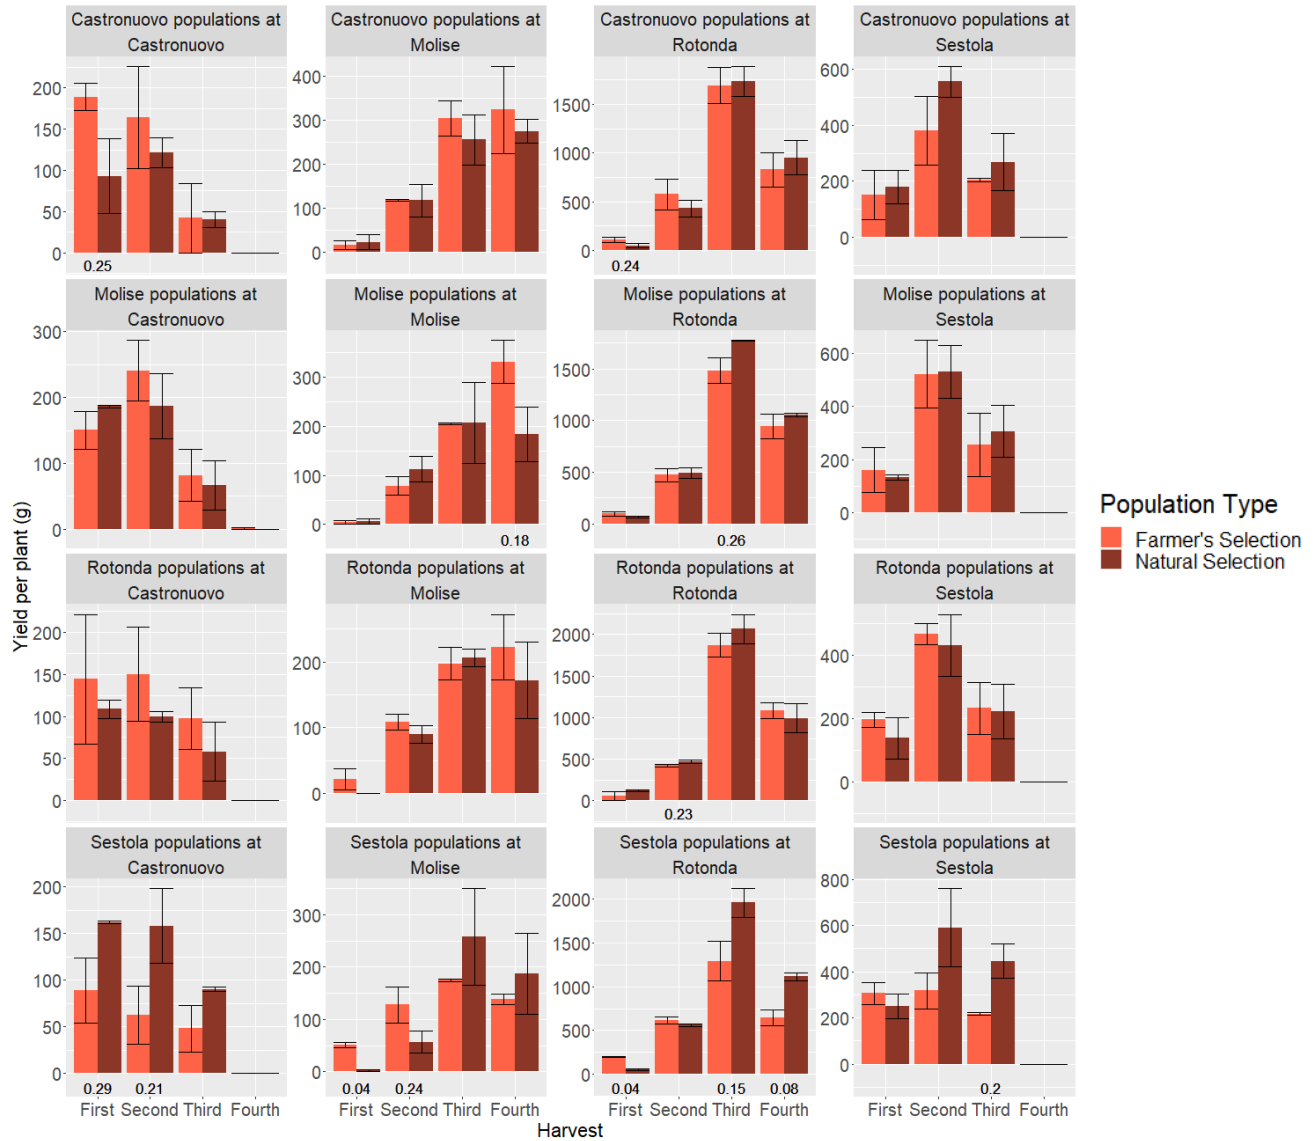 Castronuovo populations at
Castronuovo
Castronuovo populations at
Molise
Castronuovo populations at
Rotonda
Castronuovo populations at
Sestola
200
150
100
50
0
0.25
400
300
200
100
0
1500
1000
500
0
0.24
600
400
200
0
Molise populations at
Castronuovo
Molise populations at
Molise
Molise populations at
Rotonda
Molise populations at
Sestola
300
200
100
0
300
200
100
0
0.18
1500
1000
500
0
0.26
600
400
200
0
Rotonda populations at
Castronuovo
Rotonda populations at
Molise
Rotonda populations at
Rotonda
Rotonda populations at
Sestola
200
150
100
50
0
200
100
0
2000
1500
1000
500
0
0.23
400
200
0
Sestola populations at
Castronuovo
Sestola populations at
Molise
Sestola populations at
Rotonda
Sestola populations at
Sestola
200
150
100
50
0
0.29 0.21
300
200
100
0
0.04 0.24
2000
1500
1000
500
0
0.04 0.15 0.08
800
600
400
200
0
0.2
First Second Third Fourth
First Second Third Fourth
First Second Third Fourth
First Second Third Fourth
Harvest
Yield per plant (g)
Population Type
Farmer's Selection
Natural Selection